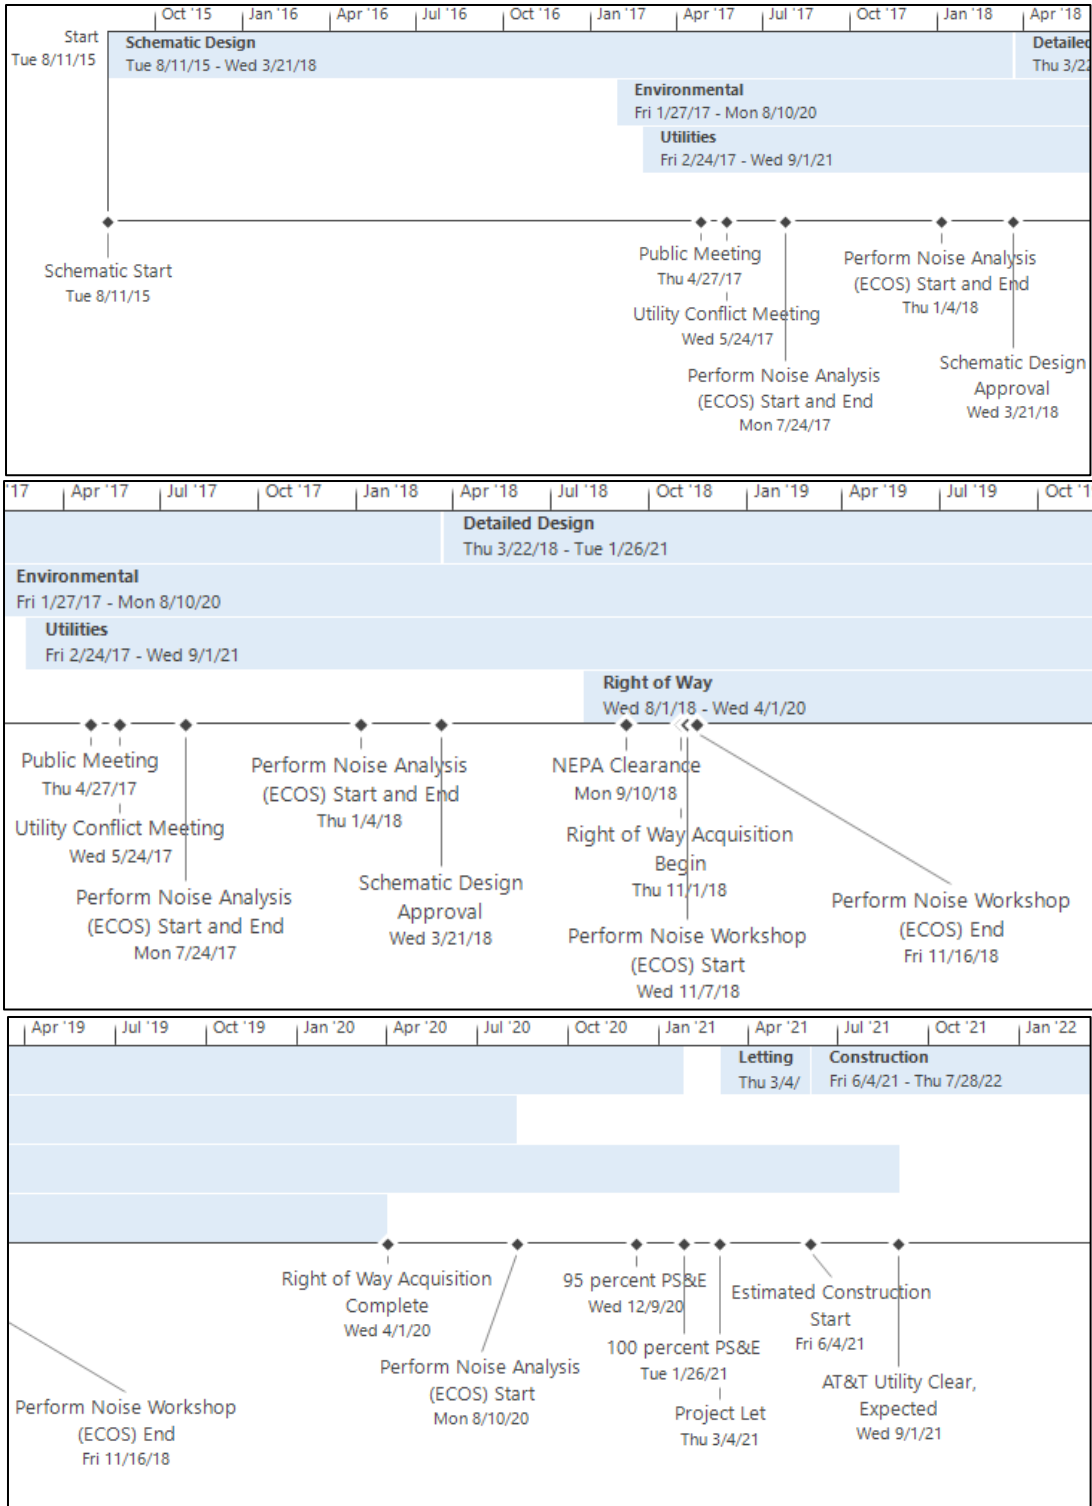 Oct '15 Jan '16 Apr '16 Jul '16 Oct '16 Jan '17 Apr '17 Jul '17 Oct '17 Jan '18 Apr '18
Start
Tue 8/11/15
Schematic Design
Tue 8/11/15 - Wed 3/21/18
Detailed
Thu 3/22
Environmental
Fri 1/27/17 - Mon 8/10/20
Utilities
Fri 2/24/17 - Wed 9/1/21
Schematic Start
Tue 8/11/15
Public Meeting
Thu 4/27/17
Utility Conflict Meeting
Wed 5/24/17
Perform Noise Analysis
(ECOS) Start and End
Mon 7/24/17
Perform Noise Analysis
(ECOS) Start and End
Thu 1/4/18
Schematic Design
Approval
Wed 3/21/18
'17 Apr '17 Jul '17 Oct '17 Jan '18 Apr '18 Jul '18 Oct '18 Jan '19 Apr '19 Jul '19 Oct '1
Detailed Design
Thu 3/22/18 - Tue 1/26/21
Environmental
Fri 1/27/17 - Mon 8/10/20
Utilities
Fri 2/24/17 - Wed 9/1/21
Right of Way
Wed 8/1/18 - Wed 4/1/20
Public Meeting
Thu 4/27/17
Utility Conflict Meeting
Wed 5/24/17
Perform Noise Analysis
(ECOS) Start and End
Mon 7/24/17
Perform Noise Analysis
(ECOS) Start and End
Thu 1/4/18
Schematic Design
Approval
Wed 3/21/18
NEPA Clearance
Mon 9/10/18
Right of Way Acquisition
Begin
Thu 11/1/18
Perform Noise Workshop
(ECOS) Start
Wed 11/7/18
Perform Noise Workshop
(ECOS) End
Fri 11/16/18
Apr '19 Jul '19 Oct '19 Jan '20 Apr '20 Jul '20 Oct '20 Jan '21 Apr '21 Jul '21 Oct '21 Jan '22
Letting
Thu 3/4/
Construction
Fri 6/4/21 - Thu 7/28/22
Perform Noise Workshop
(ECOS) End
Fri 11/16/18
Right of Way Acquisition
Complete
Wed 4/1/20
Perform Noise Analysis
(ECOS) Start
Mon 8/10/20
95 percent PS&E
Wed 12/9/20
100 percent PS&E
Tue 1/26/21
Project Let
Thu 3/4/21
Estimated Construction
Start
Fri 6/4/21
AT&T Utility Clear,
Expected
Wed 9/1/21